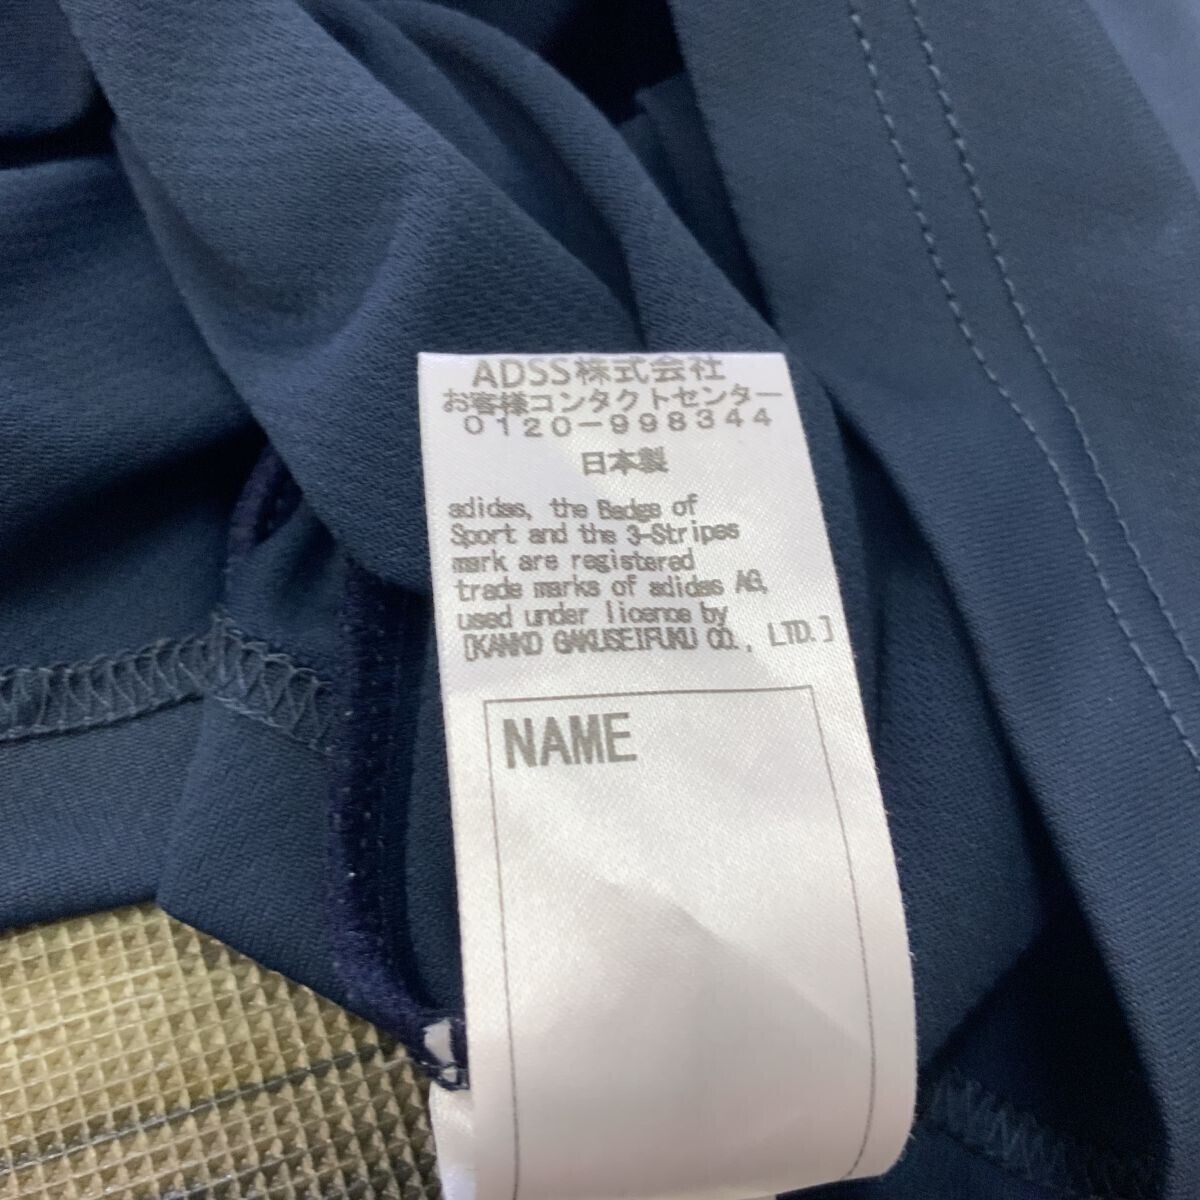 ADSS株式会社
お客様コンタクトセンター
0120-998344
日本製
adidas, the Badge of
Sport and the 3-Stripes
mark are registered
trade marks of adidas AG,
used under licence by
[KANKO GAKUSEIFUKU CO., LTD.]
NAME